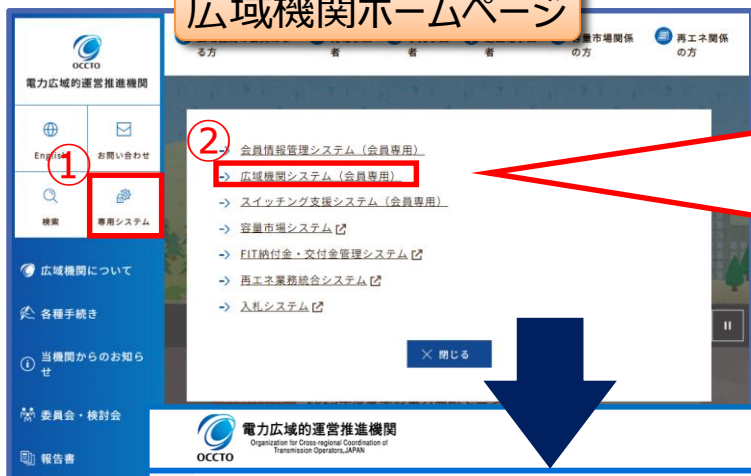 広域機関ホームページ
OCCTO
電力広域的運営推進機関
English
お問い合わせ
検索
専用システム
広域機関について
各種手続き
当機関からのお知ら
せ
委員会・検討会
報告書
る方
者
者
者
量市場関係
の方
再エネ関係
の方
①
②
会員情報管理システム（会員専用）
広域機関システム（会員専用）
スイッチング支援システム（会員専用）
容量市場システム
FIT納付金・交付金管理システム
再エネ業務統合システム
入札システム
× 閉じる
OCCTO
電力広域的運営推進機関
Organization for Cross-regional Coordination of
Transmission Operators,JAPAN